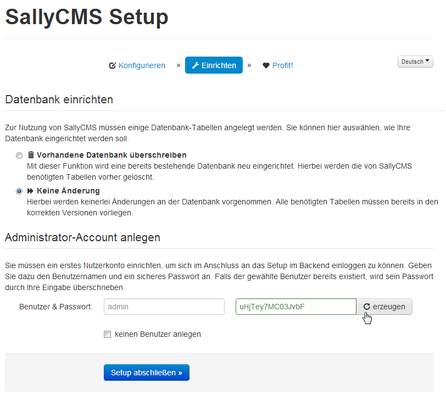 SallyCMS Setup
Konfigurieren » Einrichten » Profit!
Deutsch
Datenbank einrichten
Zur Nutzung von SallyCMS müssen einige Datenbank-Tabellen angelegt werden. Sie können hier auswählen, wie Ihre
Datenbank eingerichtet werden soll.
Vorhandene Datenbank überschreiben
Mit dieser Funktion wird eine bereits bestehende Datenbank neu eingerichtet. Hierbei werden die von SallyCMS
benötigten Tabellen vorher gelöscht.
Keine Änderung
Hierbei werden keinerlei Änderungen an der Datenbank vorgenommen. Alle benötigten Tabellen müssen bereits in den
korrekten Versionen vorliegen.
Administrator-Account anlegen
Sie müssen ein erstes Nutzerkonto einrichten, um sich im Anschluss an das Setup im Backend einloggen zu können. Geben
Sie dazu den Benutzernamen und ein sicheres Passwort an. Falls der gewählte Benutzer bereits existiert, wird sein Passwort
durch Ihre Eingabe überschrieben.
Benutzer & Passwort: admin uHjTey7MC03JvbF erzeugen
keinen Benutzer anlegen
Setup abschließen »